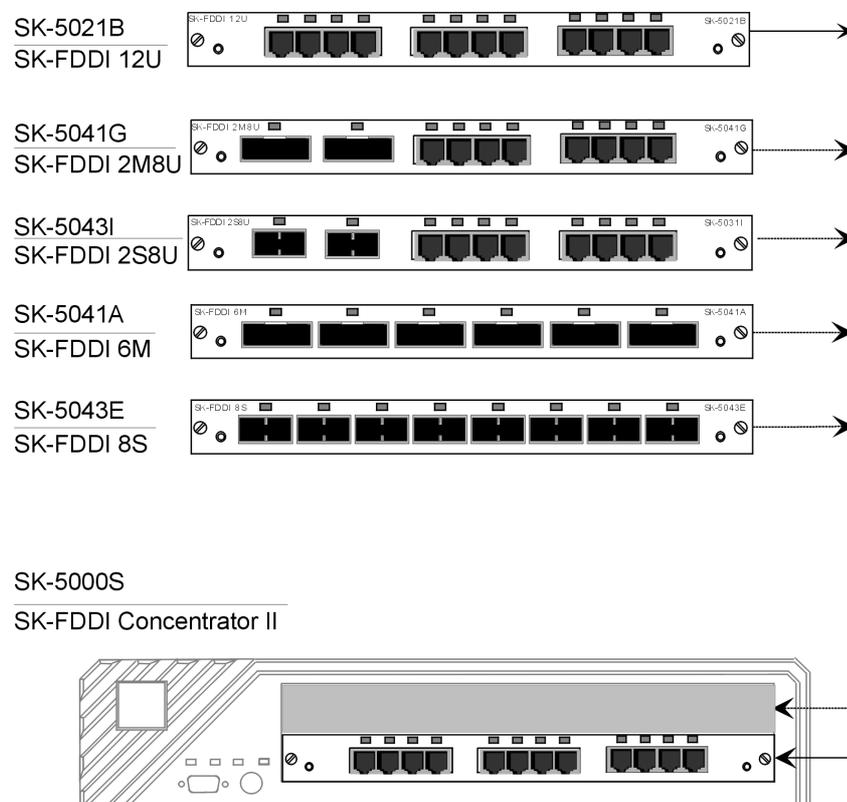 SK-5021B
SK-FDDI 12U
SK-FDDI 12U
SK-5021B
SK-5041G
SK-FDDI 2M8U
SK-FDDI 2M8U
SK-5041G
SK-5043I
SK-FDDI 2S8U
SK-FDDI 2S8U
SK-5031I
SK-5041A
SK-FDDI 6M
SK-FDDI 6M
SK-5041A
SK-5043E
SK-FDDI 8S
SK-FDDI 8S
SK-5043E
SK-5000S
SK-FDDI Concentrator II